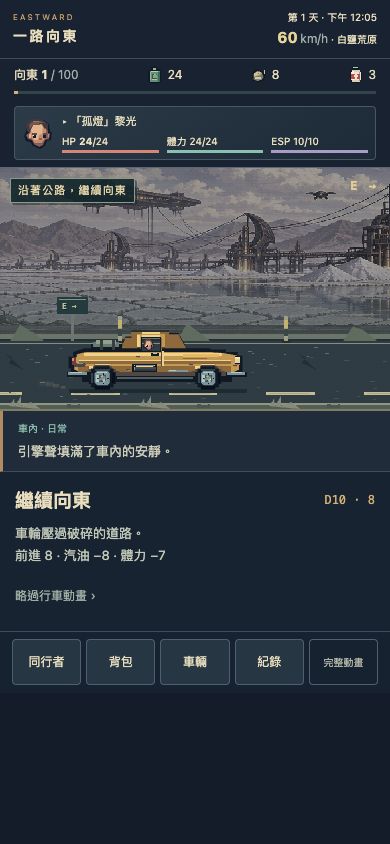 EASTWARD
一路向東
第 1 天 · 下午 12:05
60 km/h · 白鹽荒原
向東 1 / 100
24
8
3
▸ 「孤燈」黎光
HP 24/24
體力 24/24
ESP 10/10
沿著公路，繼續向東
E →
E →
車內 · 日常
引擎聲填滿了車內的安靜。
繼續向東
D10 · 8
車輪壓過破碎的道路。
前進 8 · 汽油 −8 · 體力 −7
略過行車動畫 ›
同行者
背包
車輛
紀錄
完整動畫